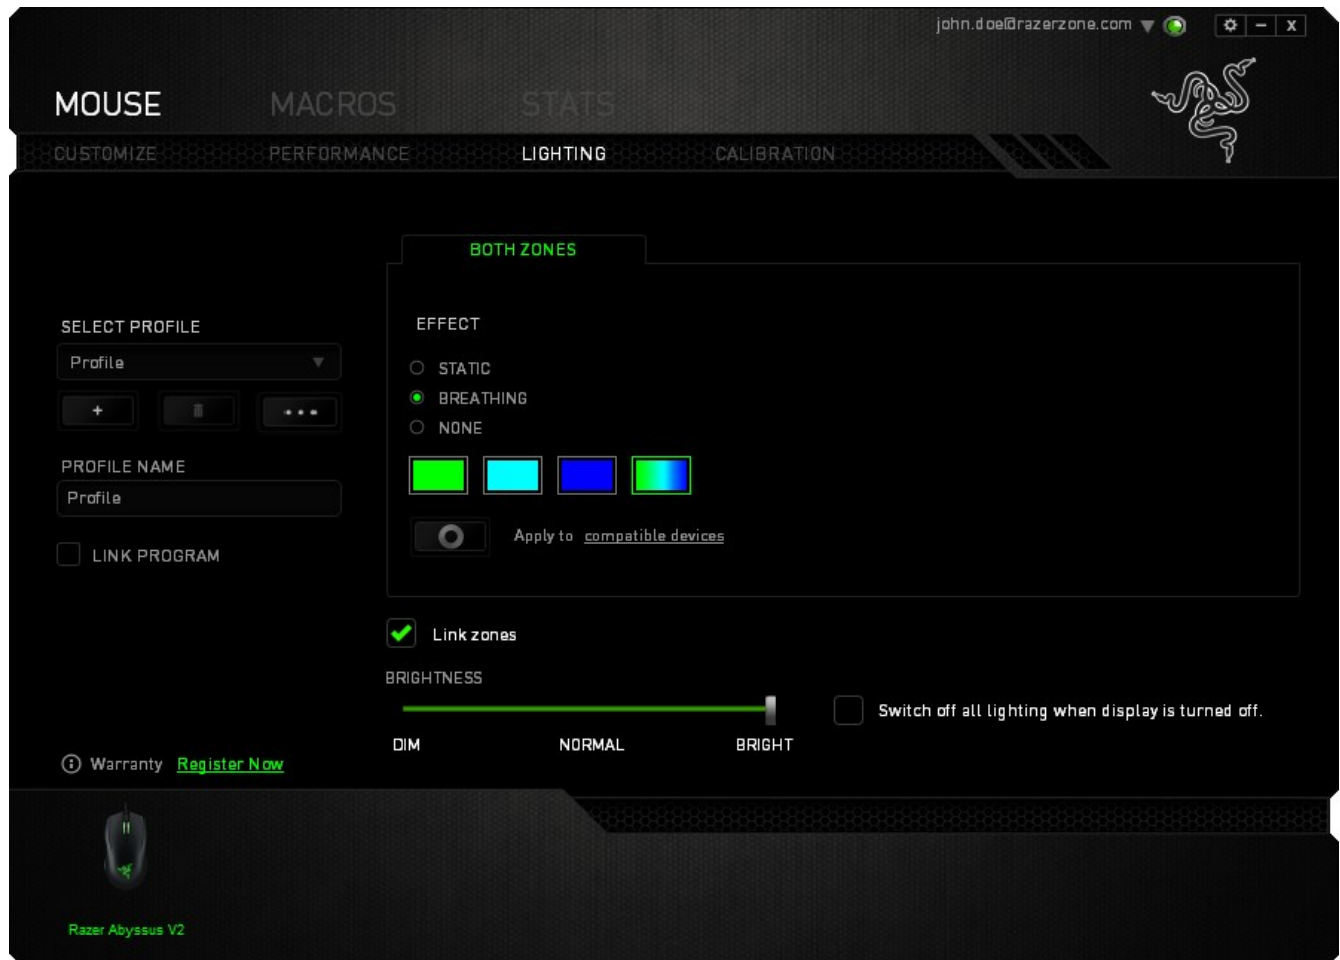 john.doe@razerzone.com
MOUSE MACROS STATS
CUSTOMIZE PERFORMANCE LIGHTING CALIBRATION
BOTH ZONES
SELECT PROFILE
Profile
+
PROFILE NAME
Profile
LINK PROGRAM
EFFECT
STATIC
BREATHING
NONE
Apply to compatible devices
Link zones
BRIGHTNESS
DIM NORMAL BRIGHT
Switch off all lighting when display is turned off.
Warranty Register Now
Razer Abyssus V2